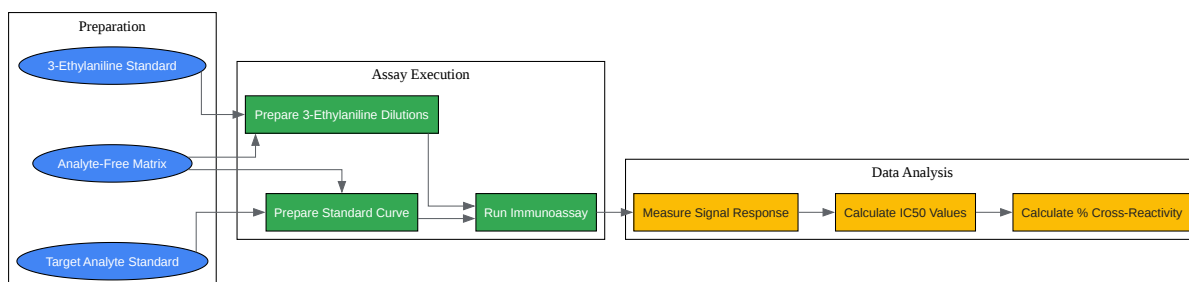 Preparation
3-Ethylaniline Standard
Analyte-Free Matrix
Target Analyte Standard
Assay Execution
Prepare 3-Ethylaniline Dilutions
Prepare Standard Curve
Run Immunoassay
Data Analysis
Measure Signal Response
Calculate IC50 Values
Calculate % Cross-Reactivity